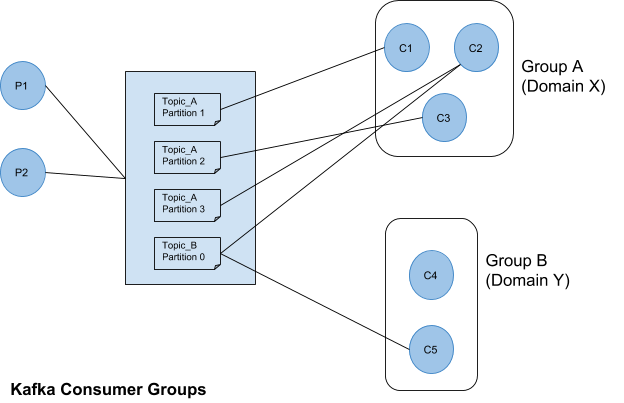 P1
P2
Topic_A
Partition 1
Topic_A
Partition 2
Topic_A
Partition 3
Topic_B
Partition 0
C1
C2
C3
Group A
(Domain X)
C4
C5
Group B
(Domain Y)
Kafka Consumer Groups